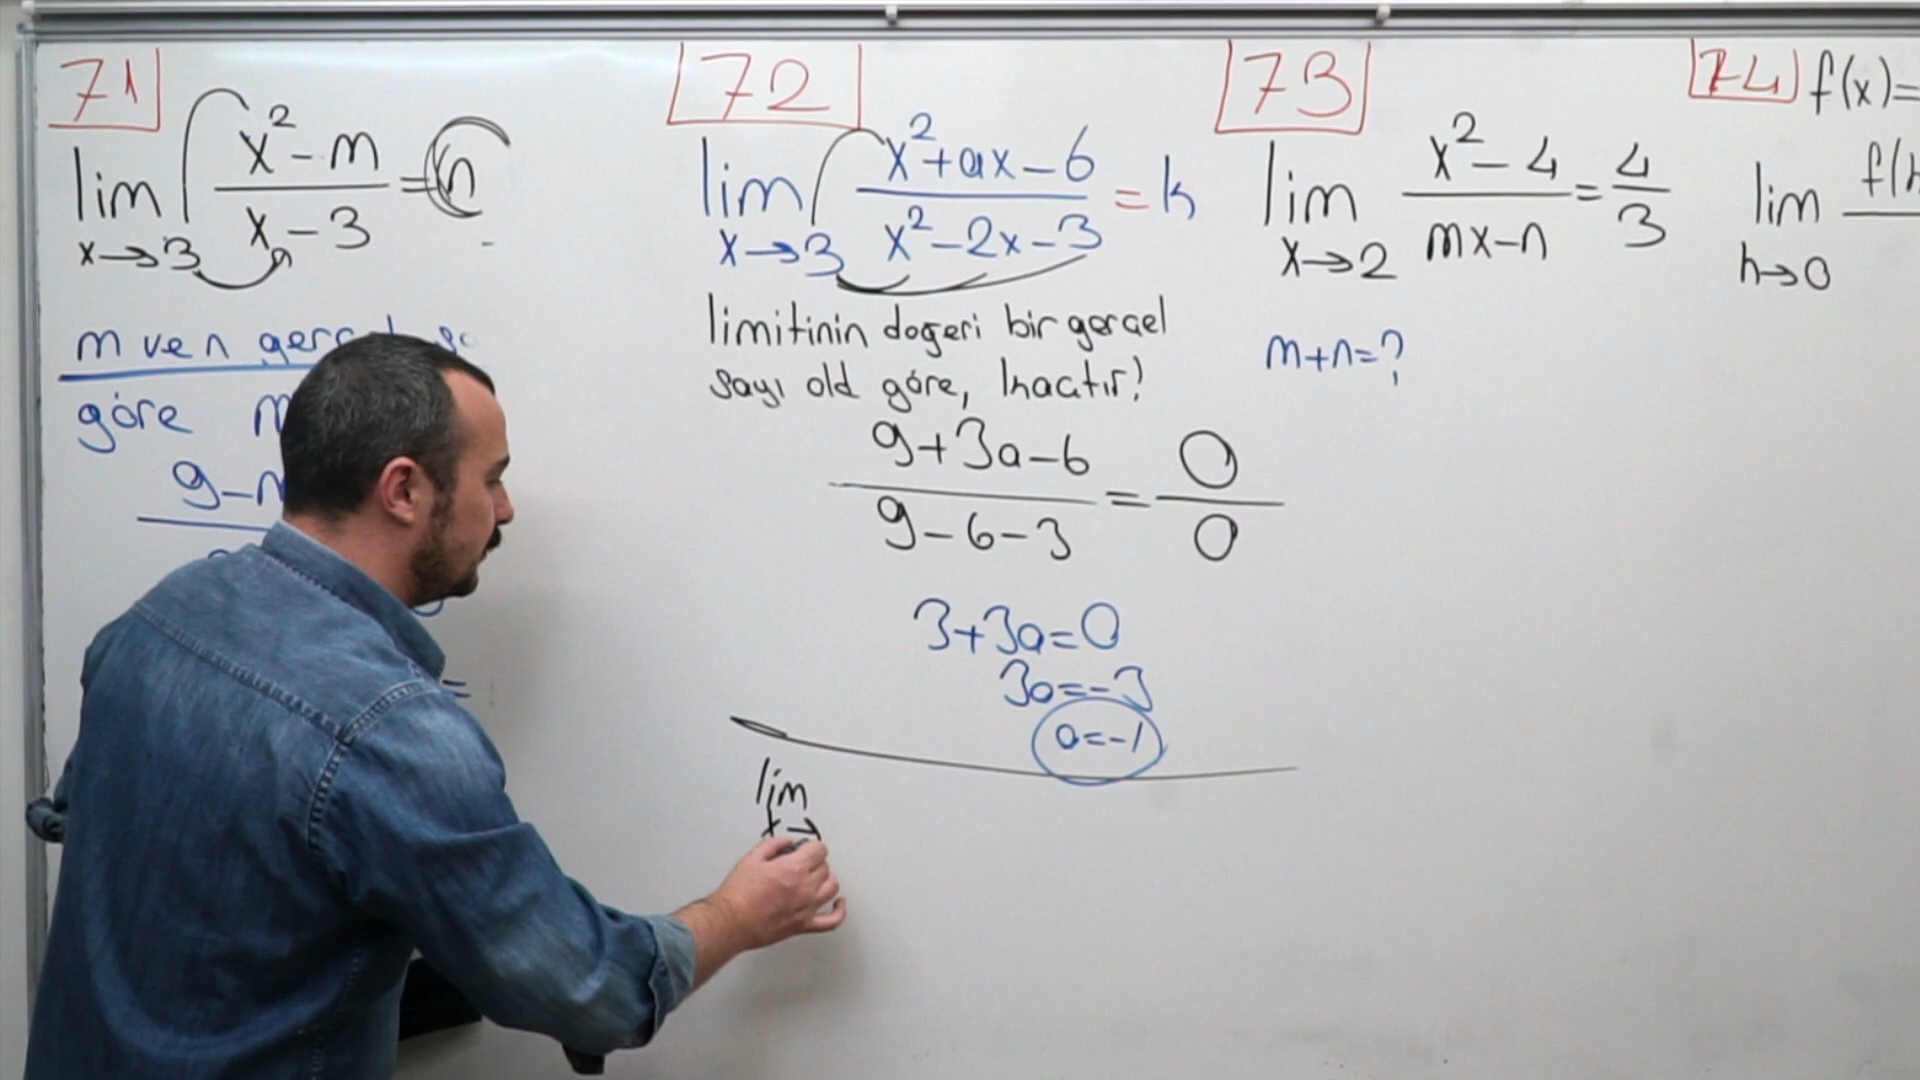 71
lim x→3 x²-m / x-3 = n
m ve n
göre
9-
72
lim x→3 x²+ax-6 / x²-2x-3 = k
limitinin değeri bir gerçel
sayı old göre, k kaçtır?
9+3a-6 / 9-6-3 = 0 / 0
3+3a=0
3a=-3
a=-1
lim x→
73
lim x→2 x²-4 / mx-n = 4/3
m+n=?
74 f(x)=
lim h→0 f(h